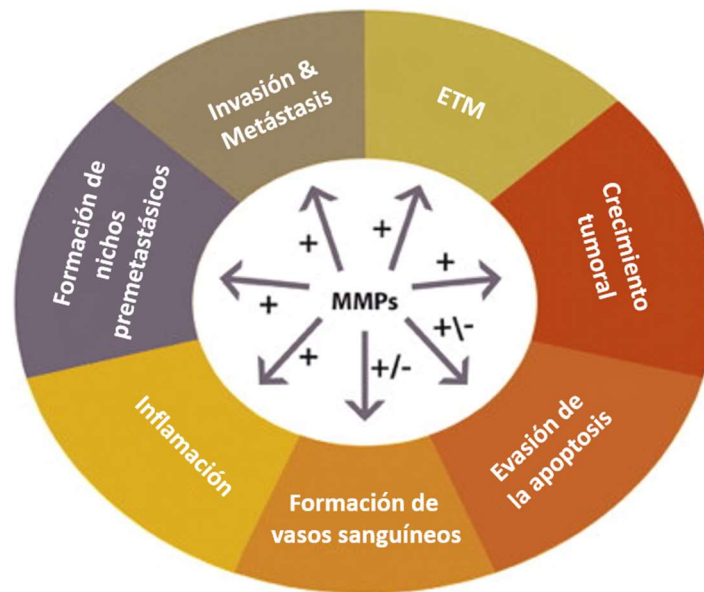 Invasión &
Metástasis
ETM
Crecimiento
tumoral
Evasión de
la apoptosis
Formación de
vasos sanguíneos
Inflamación
Formación de
nichos
premetastásicos
MMPs
+
+
+
+\-
+/-
+
+